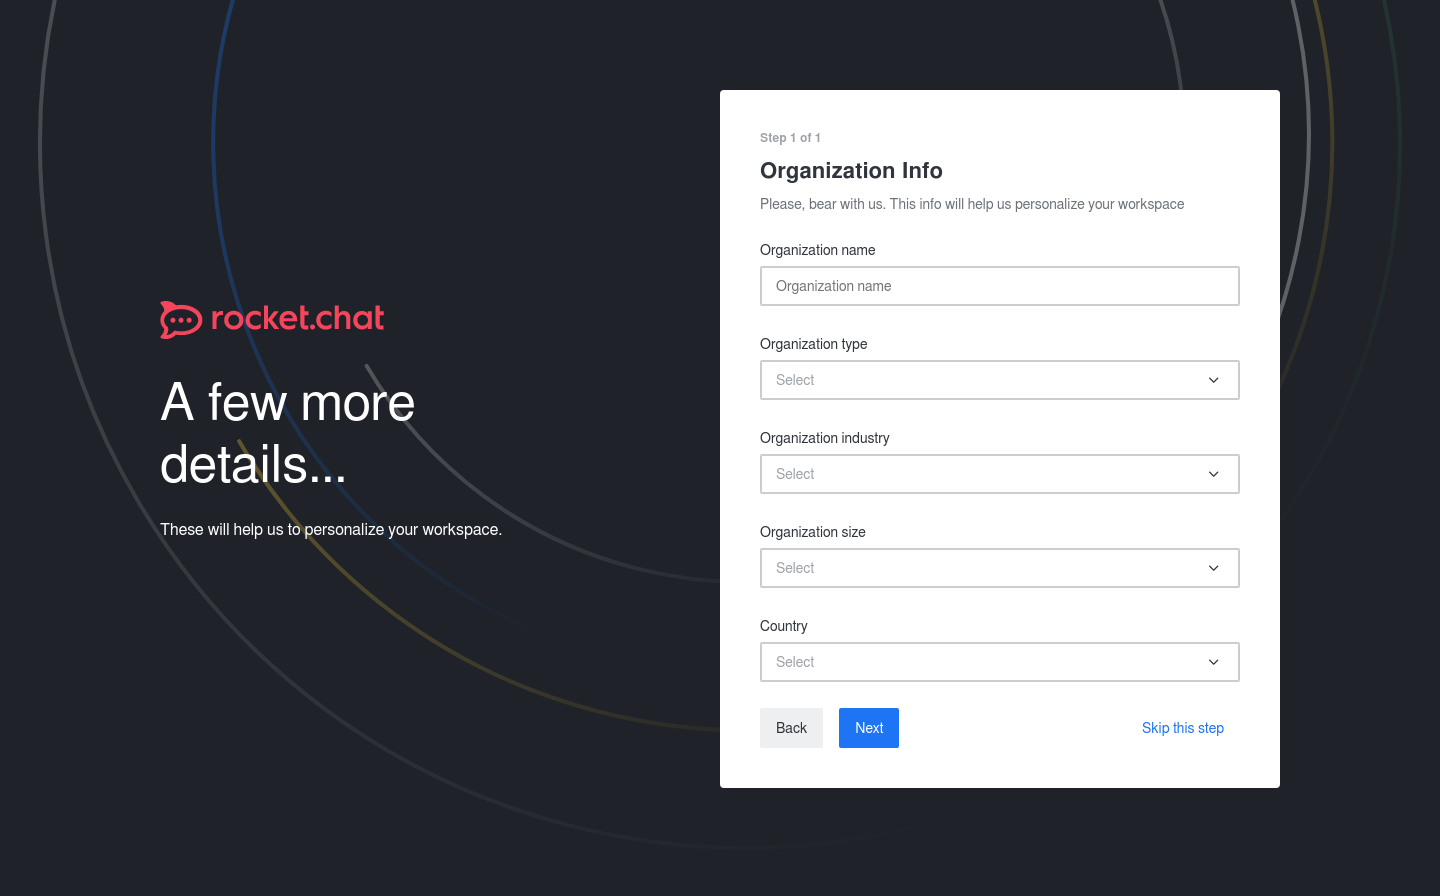 rocket.chat
A few more
details...
These will help us to personalize your workspace.
Step 1 of 1
Organization Info
Please, bear with us. This info will help us personalize your workspace
Organization name
Organization name
Organization type
Select
Organization industry
Select
Organization size
Select
Country
Select
Back
Next
Skip this step